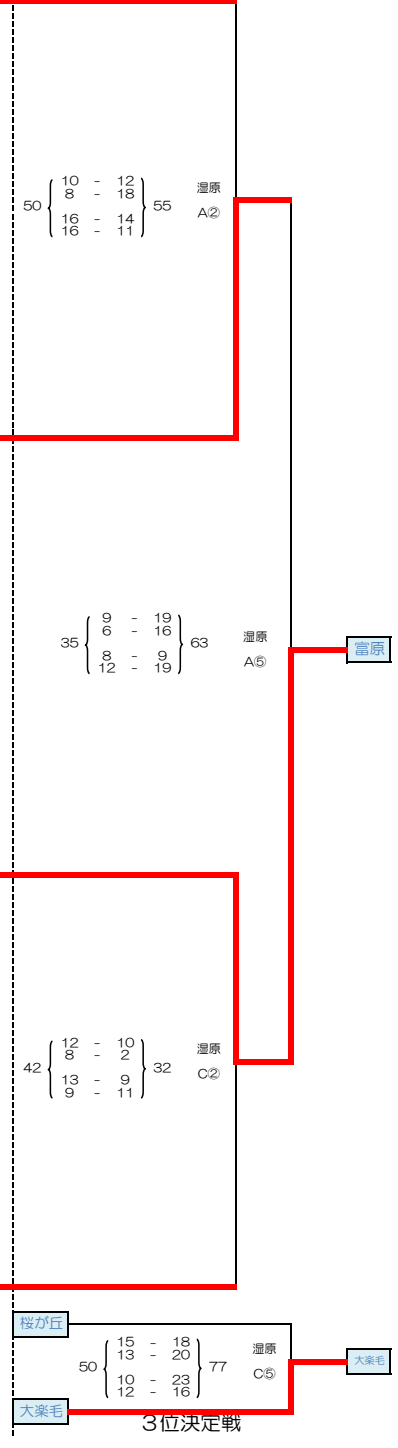 10 - 12
8 - 18
50 55
16 - 14
16 - 11
湿原
A②
9 - 19
6 - 16
35 63
8 - 9
12 - 19
湿原
A⑤
富原
12 - 10
8 - 2
42 32
13 - 9
9 - 11
湿原
C②
桜が丘
15 - 18
13 - 20
50 77
10 - 23
12 - 16
湿原
C⑤
大楽毛
大楽毛
3位決定戦